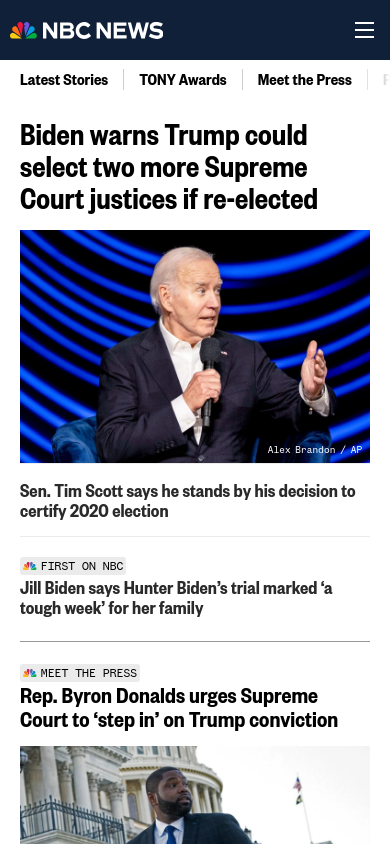 NBC NEWS
Latest Stories
TONY Awards
Meet the Press
Biden warns Trump could
select two more Supreme
Court justices if re-elected
Alex Brandon / AP
Sen. Tim Scott says he stands by his decision to
certify 2020 election
FIRST ON NBC
Jill Biden says Hunter Biden’s trial marked ‘a
tough week’ for her family
MEET THE PRESS
Rep. Byron Donalds urges Supreme
Court to ‘step in’ on Trump conviction